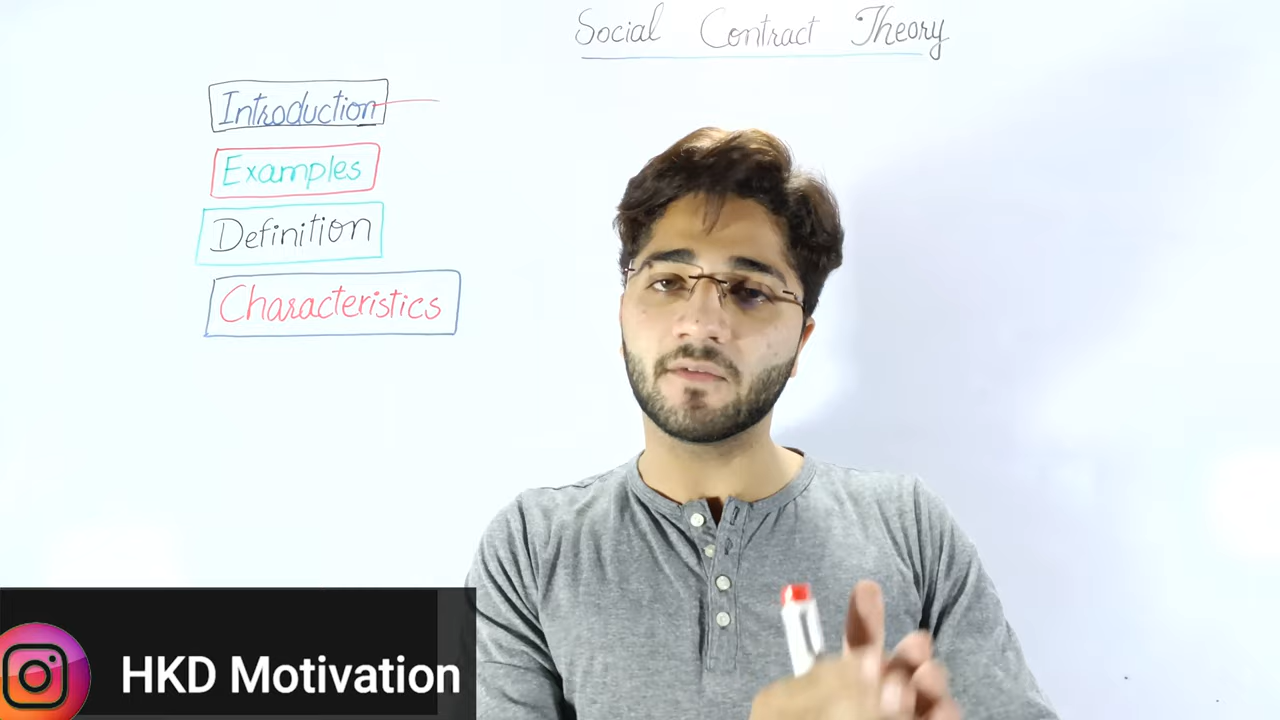 Social Contract Theory
Introduction
Examples
Definition
Characteristics
HKD Motivation